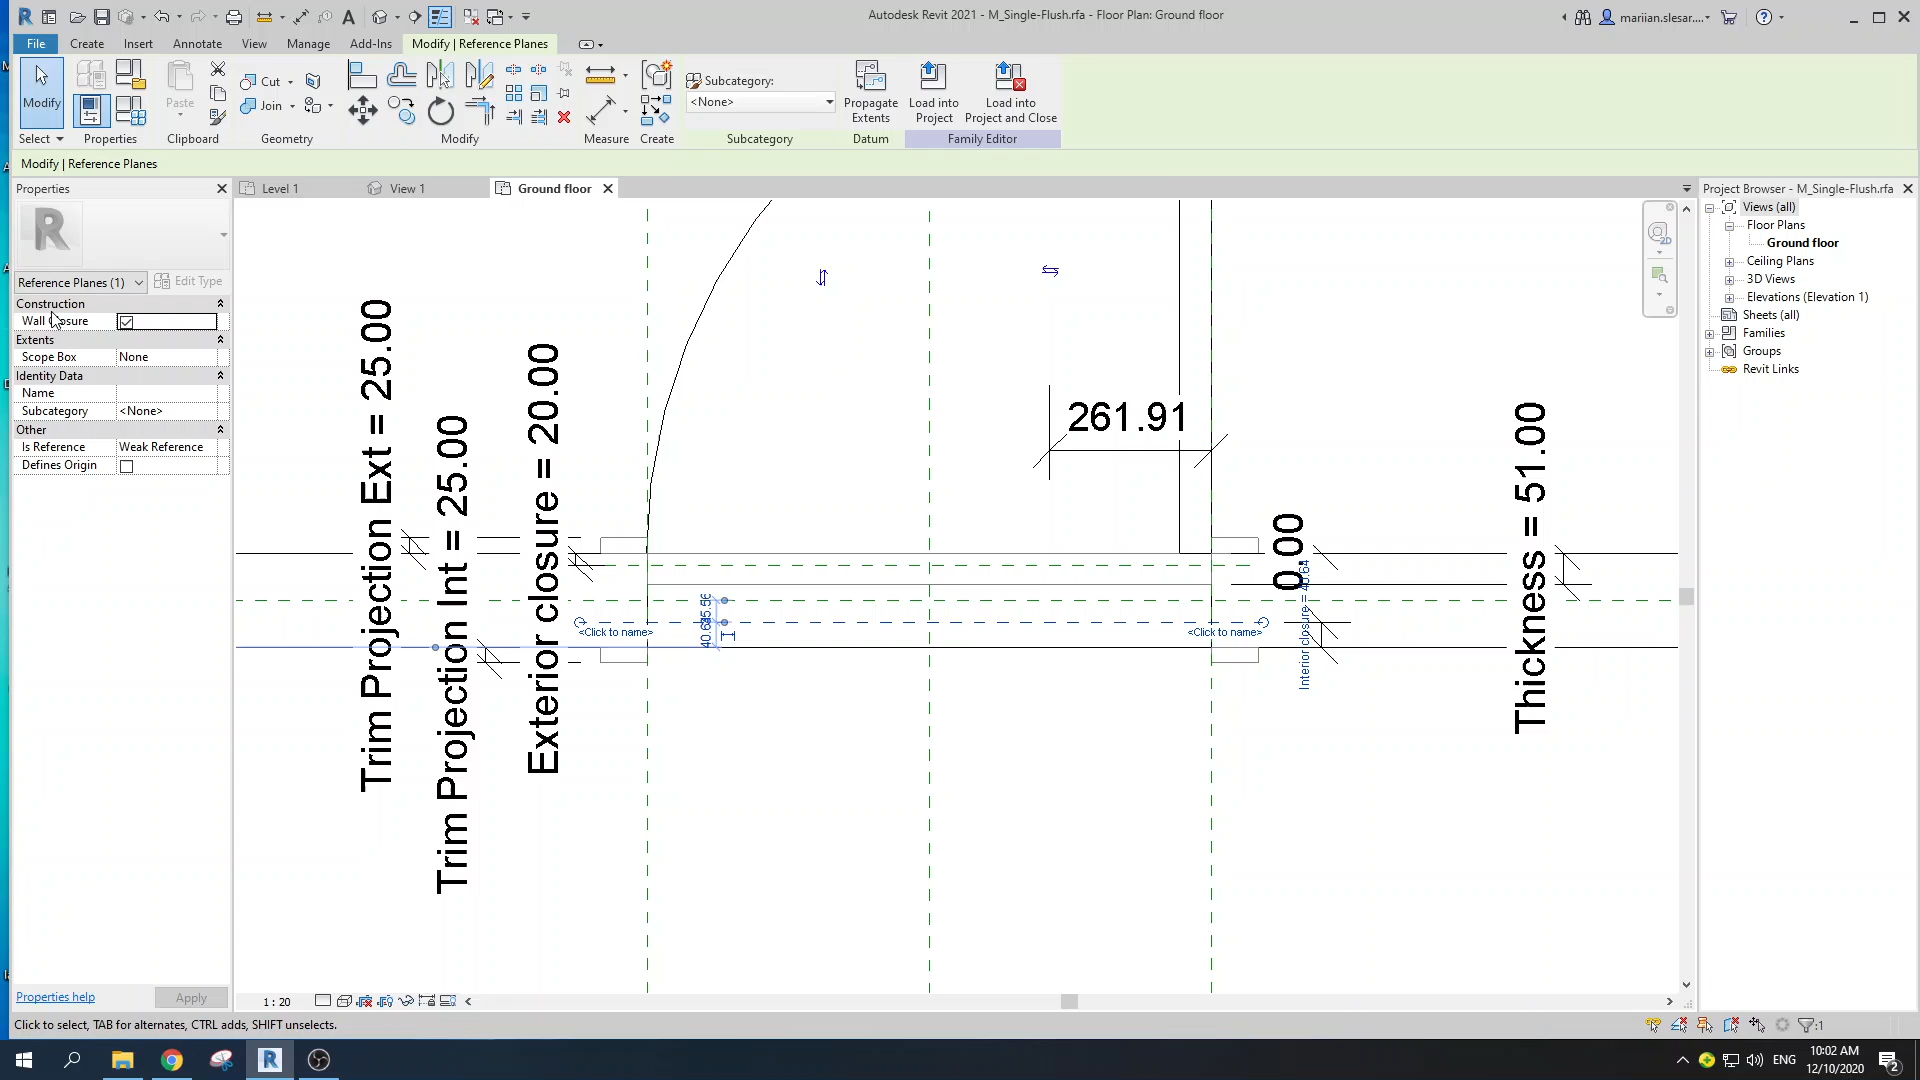 Autodesk Revit 2021 - M_Single-Flush.rfa - Floor Plan: Ground floor
mariian.slesar...
File Create Insert Annotate View Manage Add-Ins Modify | Reference Planes
Modify
Paste
Cut
Join
Subcategory:
<None>
Propagate Extents
Load into Project
Load into Project and Close
Select Properties Clipboard Geometry Modify Measure Create Subcategory Datum Family Editor
Modify | Reference Planes
Properties
Level 1
View 1
Ground floor
Project Browser - M_Single-Flush.rfa
Reference Planes (1)
Edit Type
Construction
Extents
Scope Box None
Identity Data
Name
Subcategory <None>
Other
Is Reference Weak Reference
Defines Origin
Properties help
Apply
Trim Projection Ext = 25.00
Trim Projection Int = 25.00
Exterior closure = 20.00
261.91
0.00
Thickness = 51.00
<Click to name>
<Click to name>
Views (all)
Floor Plans
Ground floor
Ceiling Plans
3D Views
Elevations (Elevation 1)
Sheets (all)
Families
Groups
Revit Links
1 : 20
Click to select, TAB for alternates, CTRL adds, SHIFT unselects.
:1
ENG
10:02 AM
12/10/2020
2